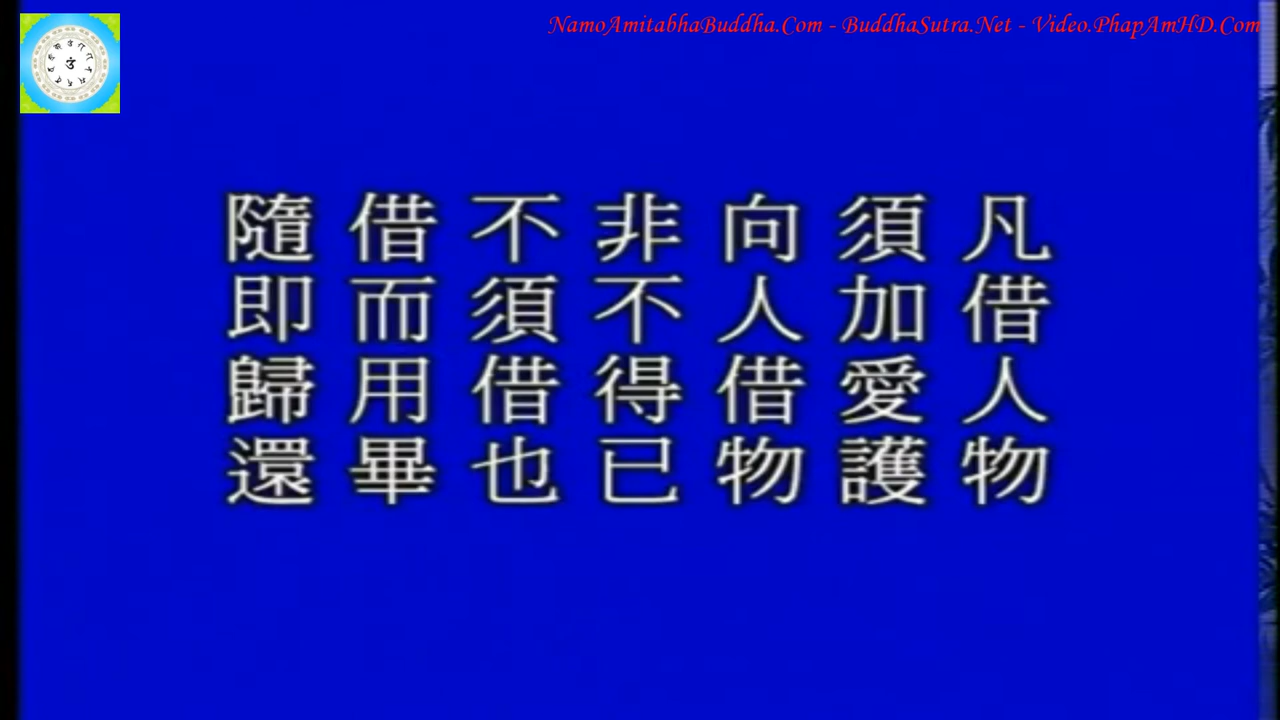 NamoAmitabhaBuddha.Com - BuddhaSutra.Net - Video.PhapAmHD.Com
凡借人物
須加愛護
向人借物
非不得已
不須借也
借而用畢
隨即歸還